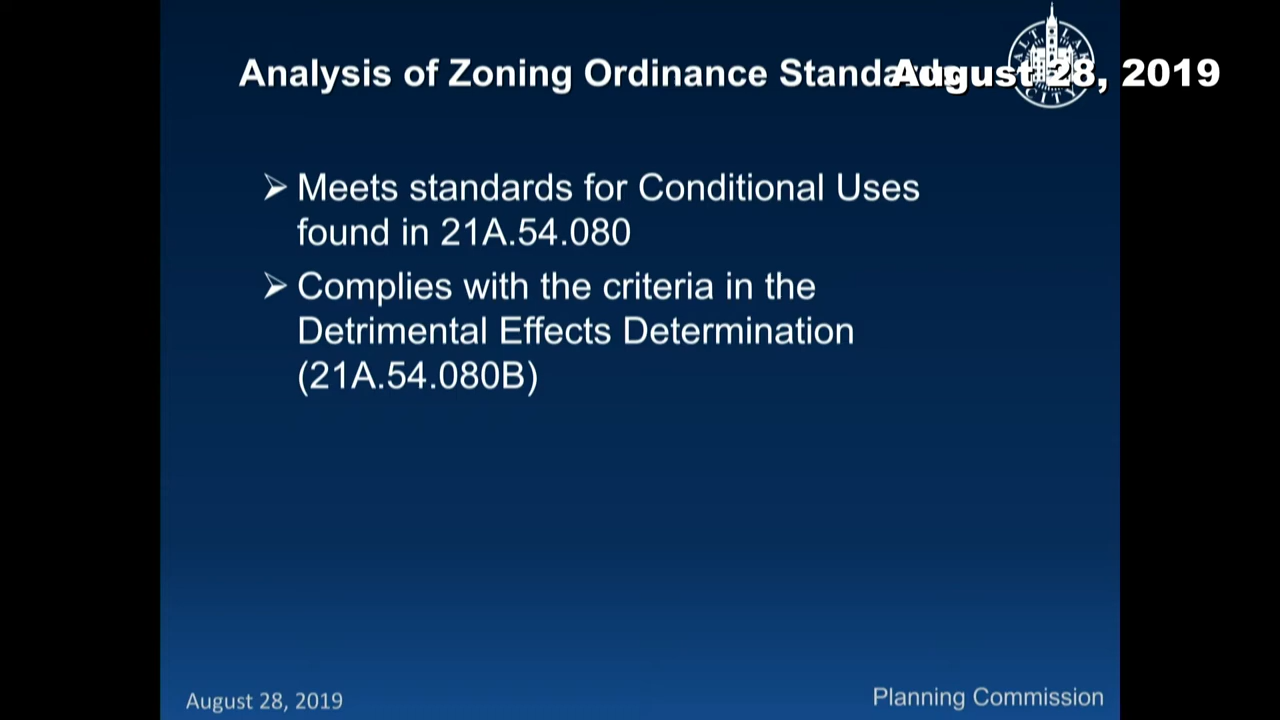 Analysis of Zoning Ordinance Standards
August 28, 2019
➢ Meets standards for Conditional Uses
found in 21A.54.080
➢ Complies with the criteria in the
Detrimental Effects Determination
(21A.54.080B)
August 28, 2019
Planning Commission